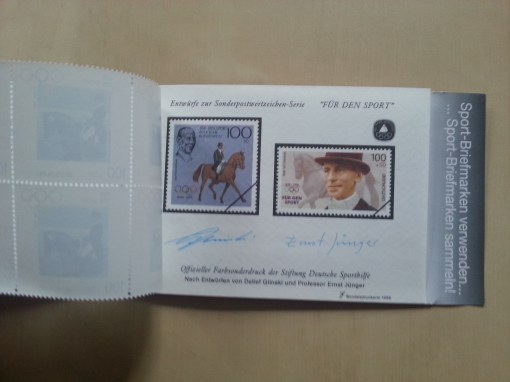 Entwürfe zur Sonderpostwertzeichen-Serie "FÜR DEN SPORT"
100
100
FÜR DEN SPORT
Ernst Jünger
Offizieller Farbsonderdruck der Stiftung Deutsche Sporthilfe
Nach Entwürfen von Detlef Glinski und Professor Ernst Jünger
Sport-Briefmarken verwenden...
... Sport-Briefmarken sammeln!